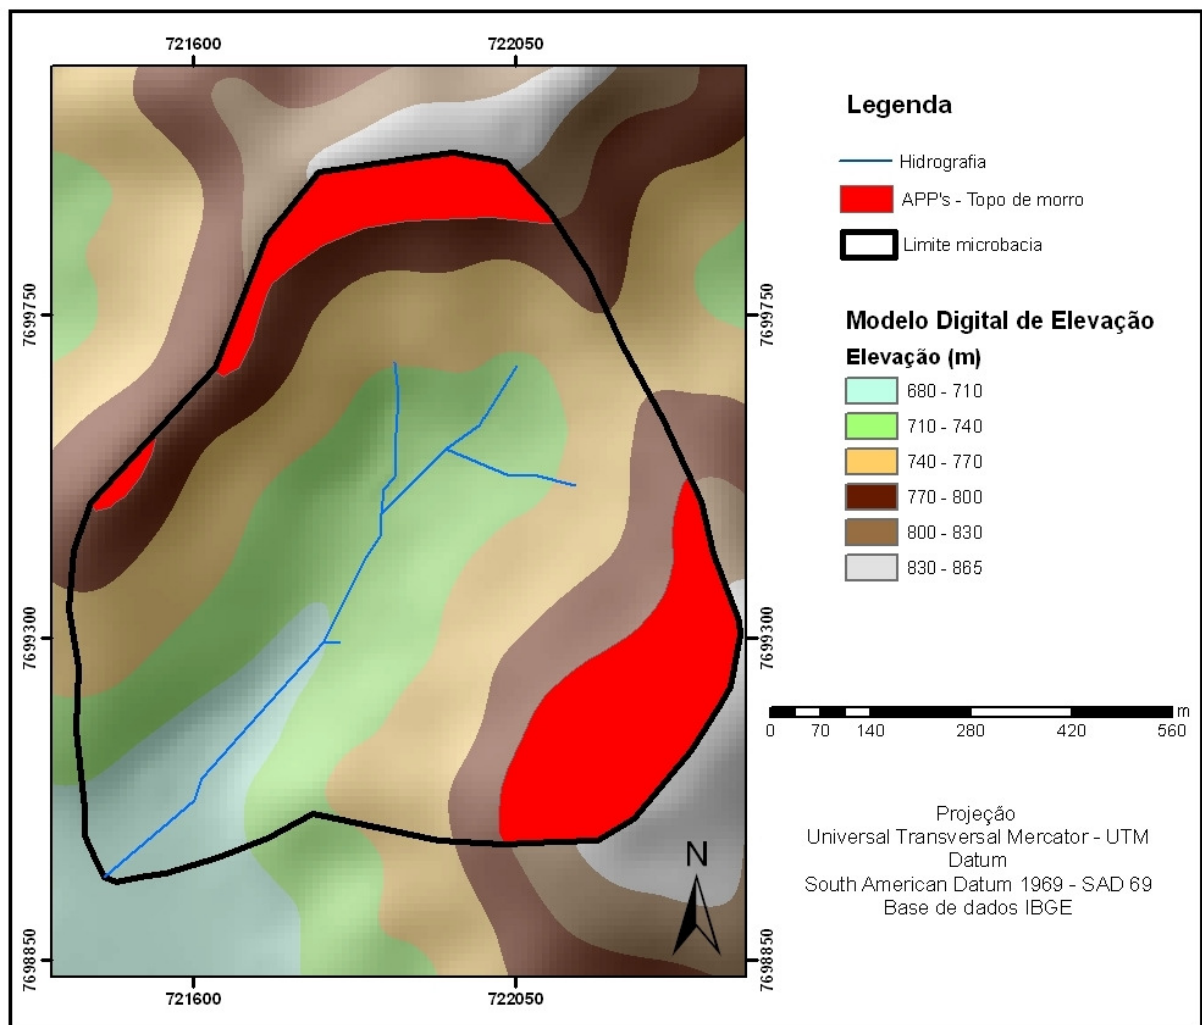 721600
722050
7699750
7699300
7698850
7699750
7699300
7698850
721600
722050
N
Legenda
Hidrografia
APP's - Topo de morro
Limite microbacia
Modelo Digital de Elevação
Elevação (m)
680 - 710
710 - 740
740 - 770
770 - 800
800 - 830
830 - 865
m
0 70 140 280 420 560
Projeção
Universal Transversal Mercator - UTM
Datum
South American Datum 1969 - SAD 69
Base de dados IBGE